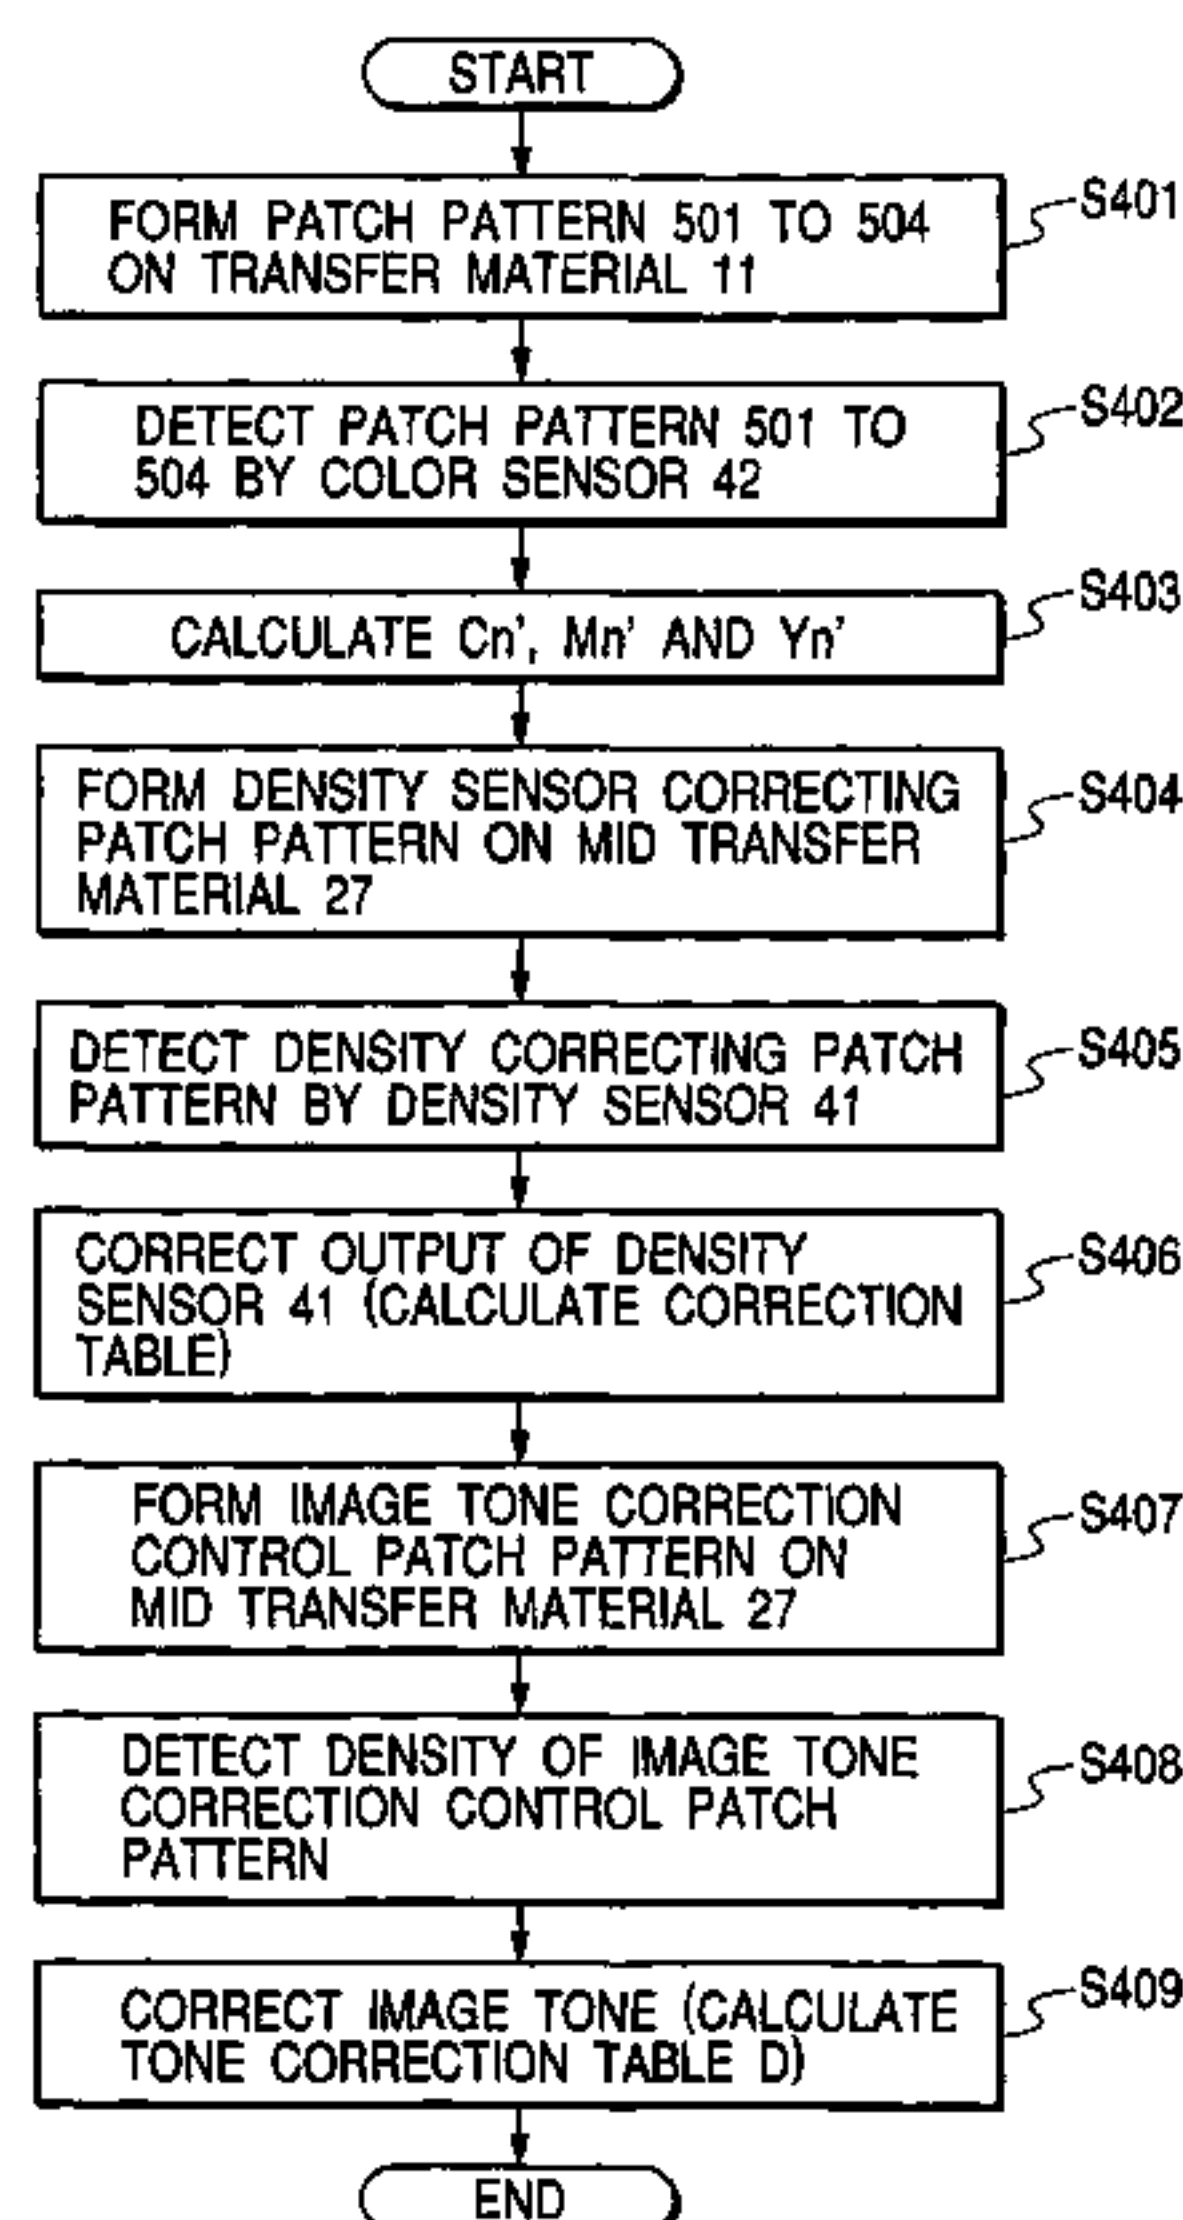 START
FORM PATCH PATTERN 501 TO 504
ON TRANSFER MATERIAL 11
S401
DETECT PATCH PATTERN 501 TO
504 BY COLOR SENSOR 42
S402
CALCULATE Cn', Mn' AND Yn'
S403
FORM DENSITY SENSOR CORRECTING
PATCH PATTERN ON MID TRANSFER
MATERIAL 27
S404
DETECT DENSITY CORRECTING PATCH
PATTERN BY DENSITY SENSOR 41
S405
CORRECT OUTPUT OF DENSITY
SENSOR 41 (CALCULATE CORRECTION
TABLE)
S406
FORM IMAGE TONE CORRECTION
CONTROL PATCH PATTERN ON
MID TRANSFER MATERIAL 27
S407
DETECT DENSITY OF IMAGE TONE
CORRECTION CONTROL PATCH
PATTERN
S408
CORRECT IMAGE TONE (CALCULATE
TONE CORRECTION TABLE D)
S409
END